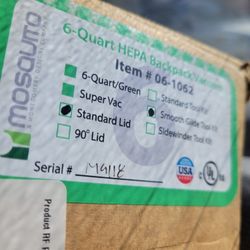 mosquito
6-Quart HEPA Backpack Vac
Item # 06-1062
6-Quart/Green
Super Vac
Standard Lid
90° Lid
Standard Tool Kit
Smooth Glide Tool Kit
Sidewinder Tool Kit
Serial # M9118
USA
UL
Product